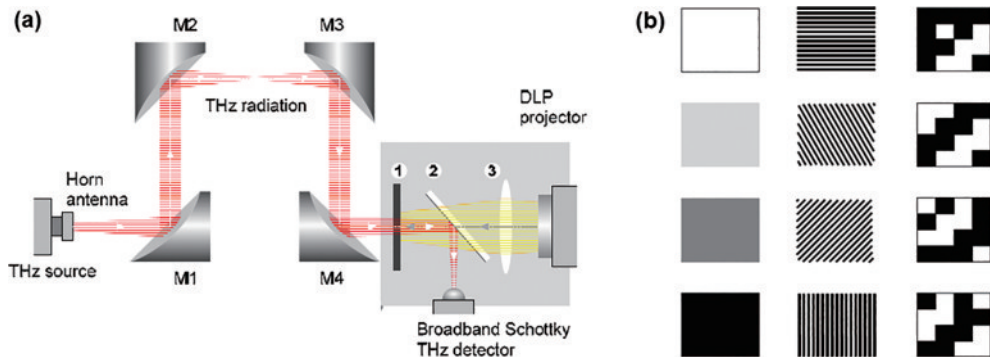 (a)
M2
M3
THz radiation
DLP
projector
1
2
3
Horn
antenna
THz source
M1
M4
Broadband Schottky
THz detector
(b)